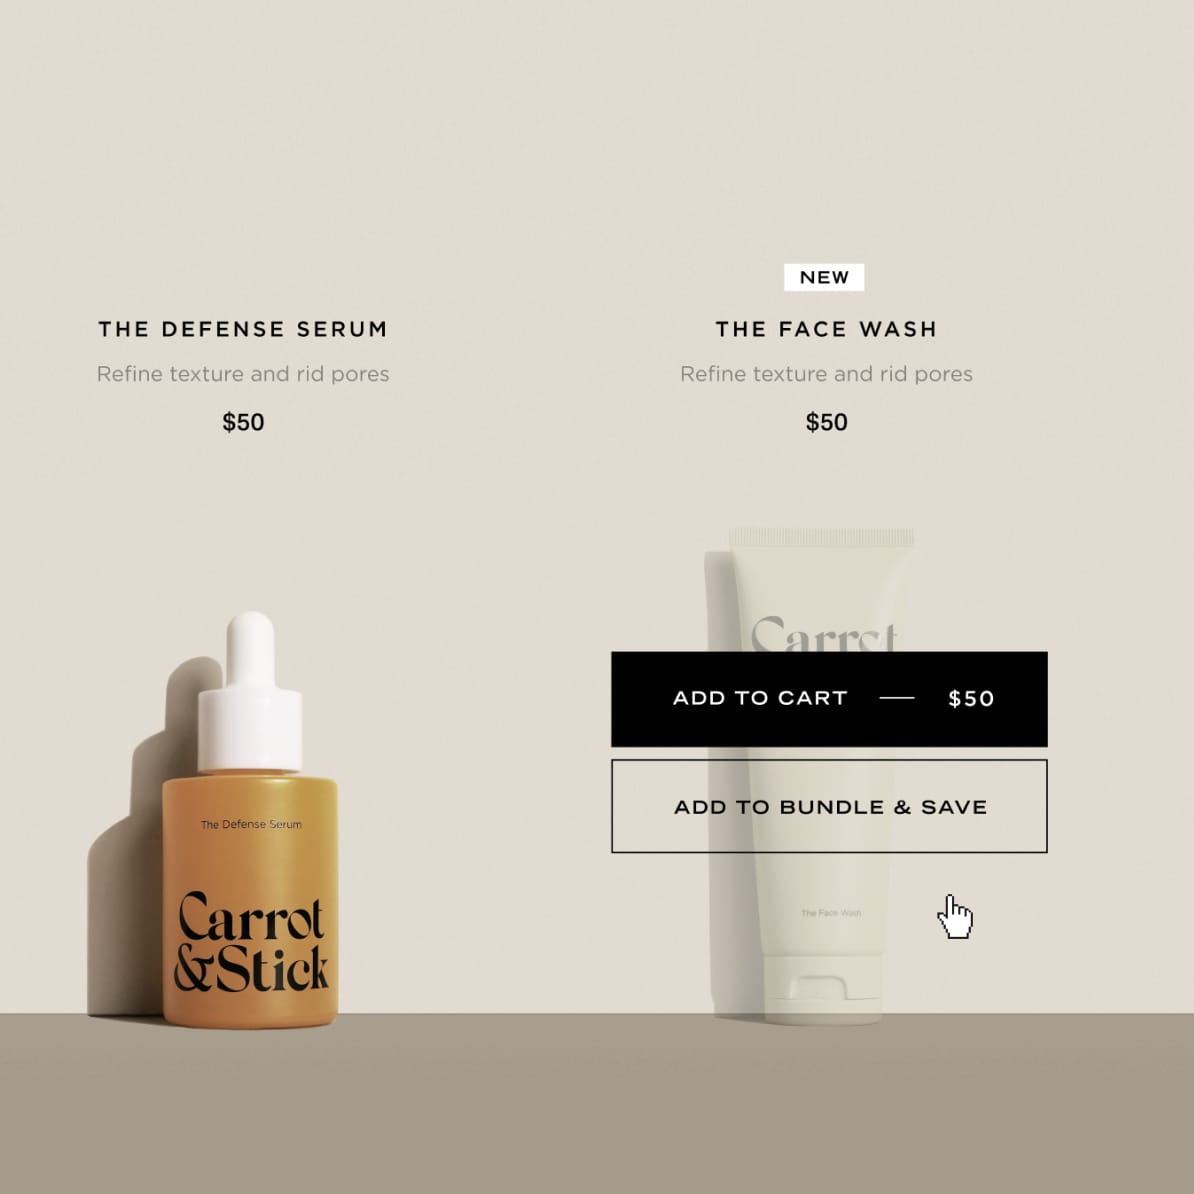 THE DEFENSE SERUM
Refine texture and rid pores
$50
The Defense Serum
Carrot
&Stick
NEW
THE FACE WASH
Refine texture and rid pores
$50
Carrot
ADD TO CART — $50
ADD TO BUNDLE & SAVE
The Face Wash